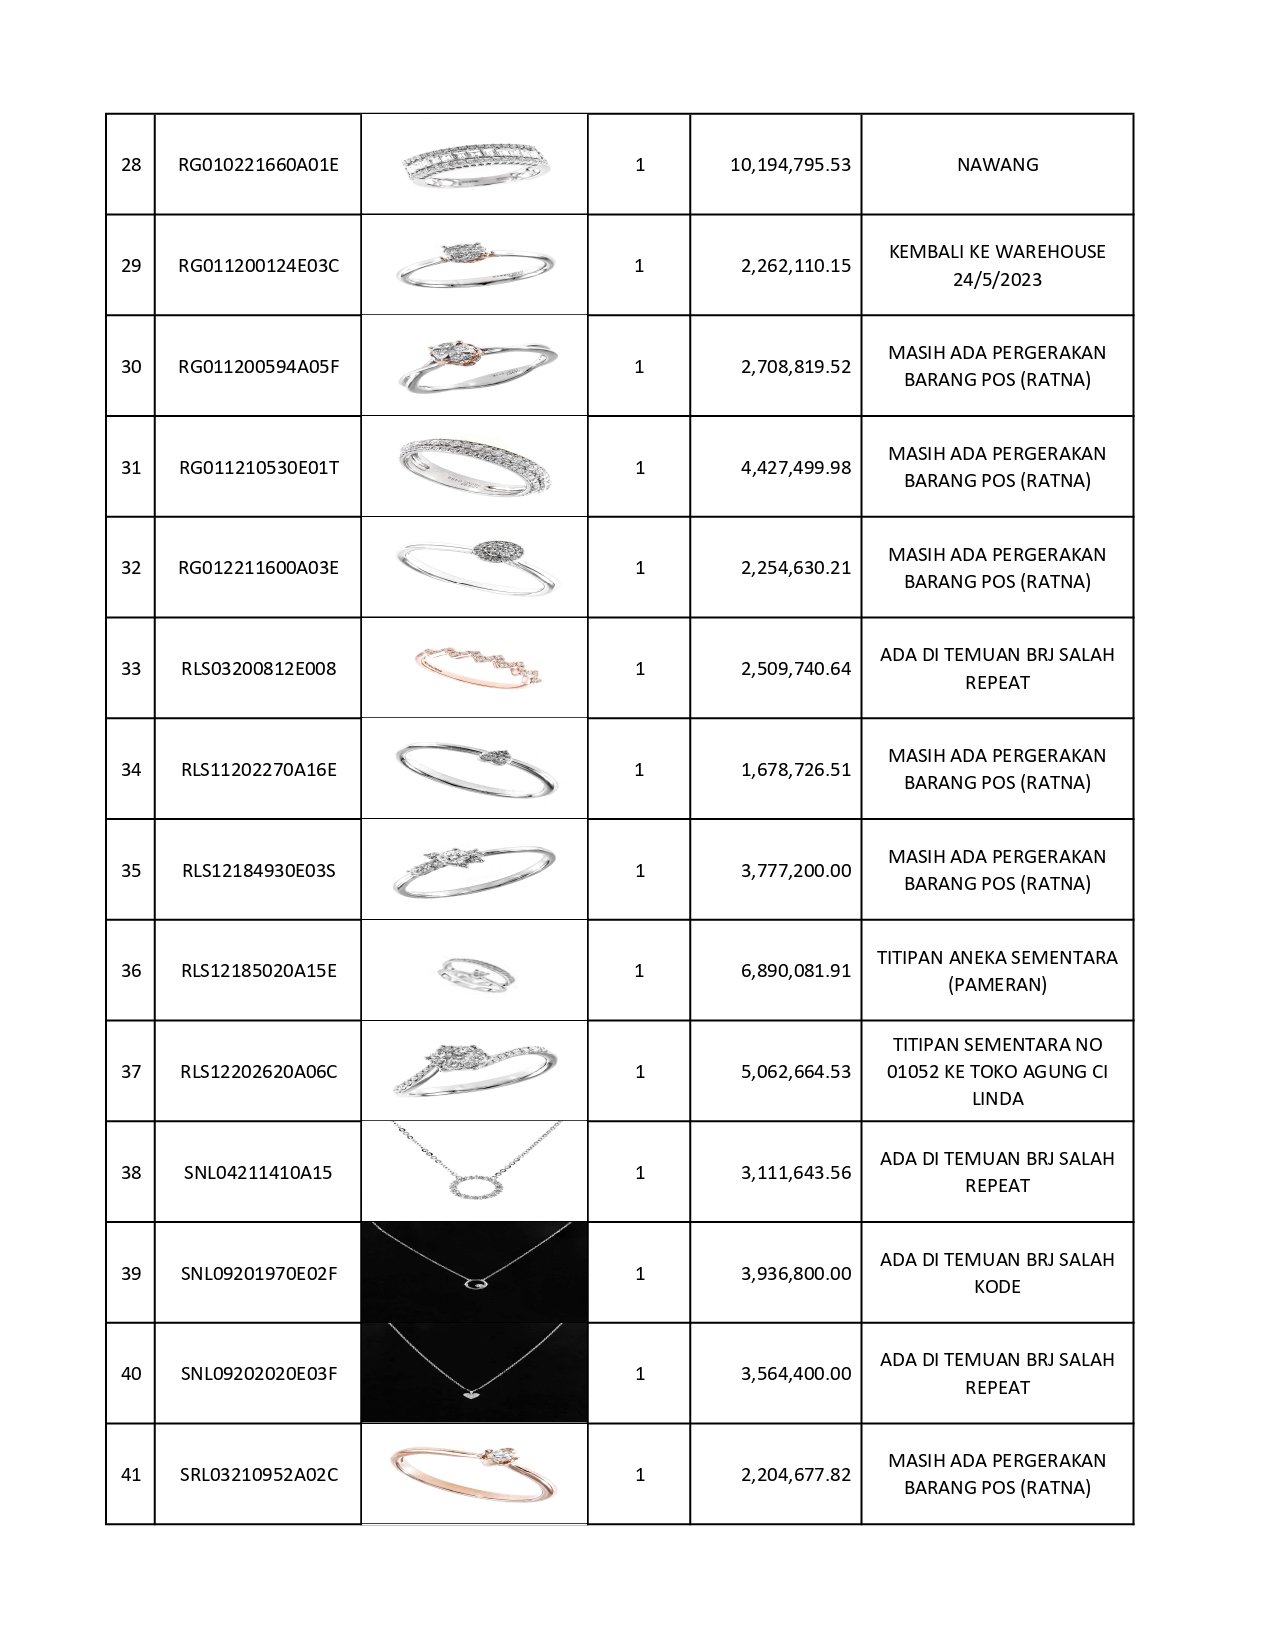 28 RG010221660A01E 1 10,194,795.53 NAWANG
29 RG011200124E03C 1 2,262,110.15 KEMBALI KE WAREHOUSE
24/5/2023
30 RG011200594A05F 1 2,708,819.52 MASIH ADA PERGERAKAN
BARANG POS (RATNA)
31 RG011210530E01T 1 4,427,499.98 MASIH ADA PERGERAKAN
BARANG POS (RATNA)
32 RG012211600A03E 1 2,254,630.21 MASIH ADA PERGERAKAN
BARANG POS (RATNA)
33 RLS03200812E008 1 2,509,740.64 ADA DI TEMUAN BRJ SALAH
REPEAT
34 RLS11202270A16E 1 1,678,726.51 MASIH ADA PERGERAKAN
BARANG POS (RATNA)
35 RLS12184930E03S 1 3,777,200.00 MASIH ADA PERGERAKAN
BARANG POS (RATNA)
36 RLS12185020A15E 1 6,890,081.91 TITIPAN ANEKA SEMENTARA
(PAMERAN)
37 RLS12202620A06C 1 5,062,664.53 TITIPAN SEMENTARA NO
01052 KE TOKO AGUNG CI
LINDA
38 SNL04211410A15 1 3,111,643.56 ADA DI TEMUAN BRJ SALAH
REPEAT
39 SNL09201970E02F 1 3,936,800.00 ADA DI TEMUAN BRJ SALAH
KODE
40 SNL09202020E03F 1 3,564,400.00 ADA DI TEMUAN BRJ SALAH
REPEAT
41 SRL03210952A02C 1 2,204,677.82 MASIH ADA PERGERAKAN
BARANG POS (RATNA)